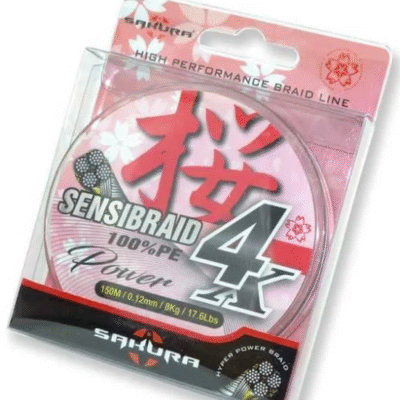 SAKURA
HIGH PERFORMANCE BRAID LINE
桜
SENSIBRAID
4K
100%PE
Power
150M / 0.12mm / 8Kg / 17.6Lbs
SAKURA
HYPER POWER BRAID